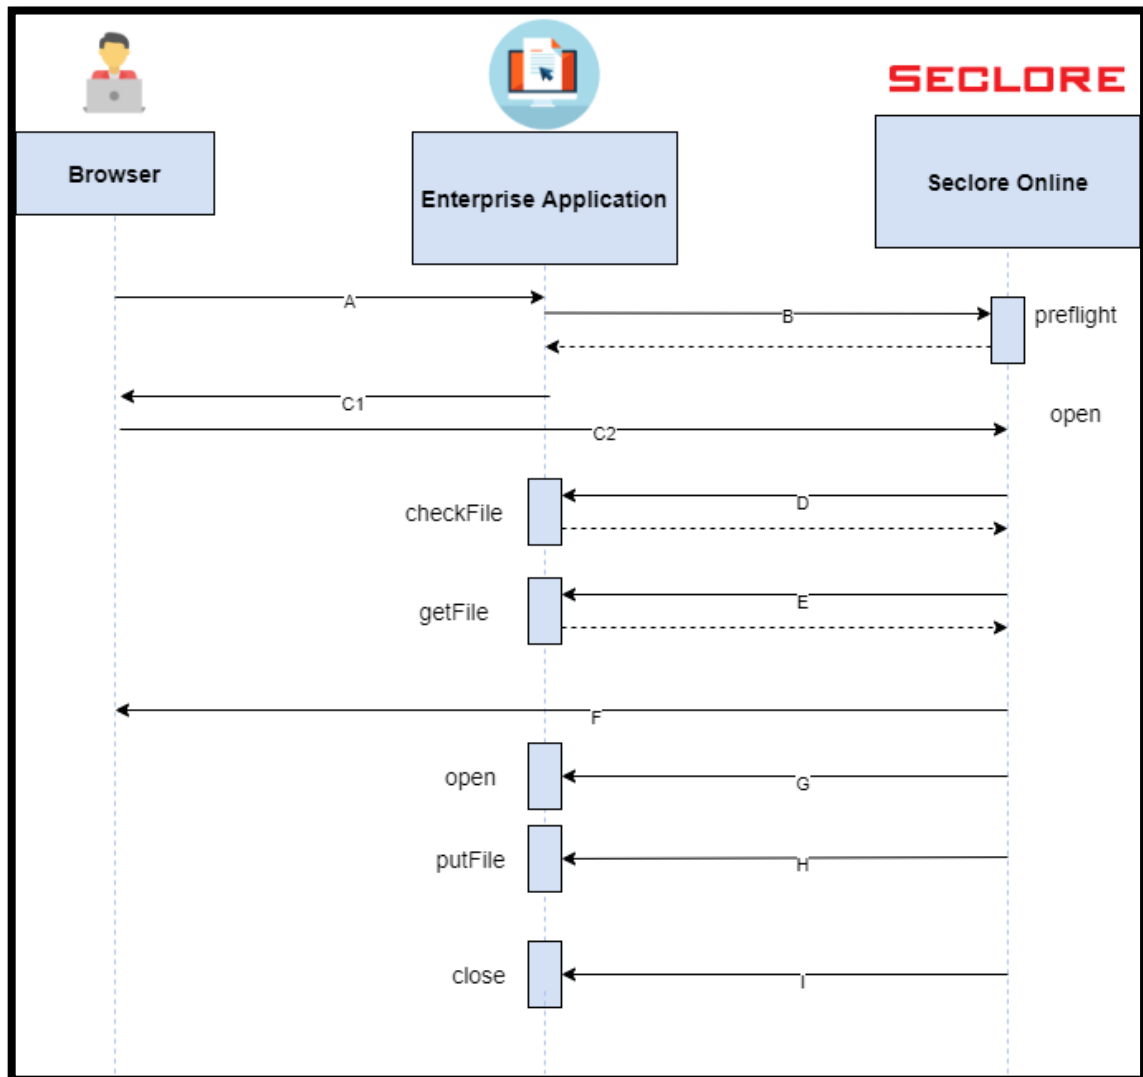 SECLORE
Browser
Enterprise Application
Seclore Online
A
B
preflight
C1
open
C2
D
checkFile
E
getFile
F
open
G
putFile
H
close
I